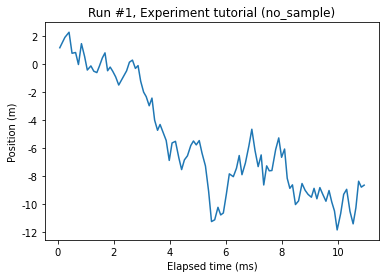 Run #1, Experiment tutorial (no_sample)
Position (m)
2
0
-2
-4
-6
-8
-10
-12
0 2 4 6 8 10
Elapsed time (ms)